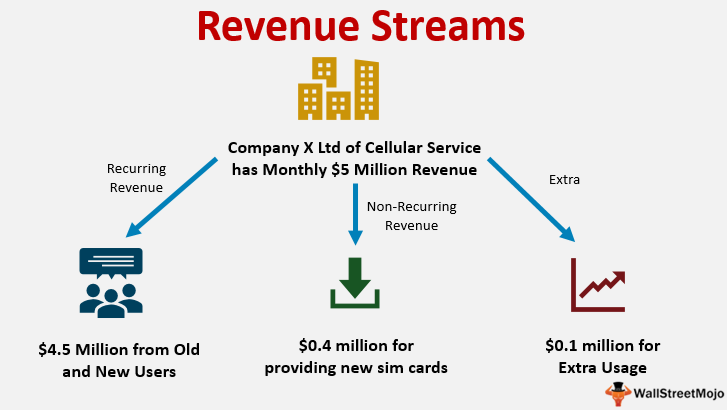 Revenue Streams
Company X Ltd of Cellular Service
has Monthly $5 Million Revenue
Recurring
Revenue
Non-Recurring
Revenue
Extra
$4.5 Million from Old
and New Users
$0.4 million for
providing new sim cards
$0.1 million for
Extra Usage
WallStreetMojo